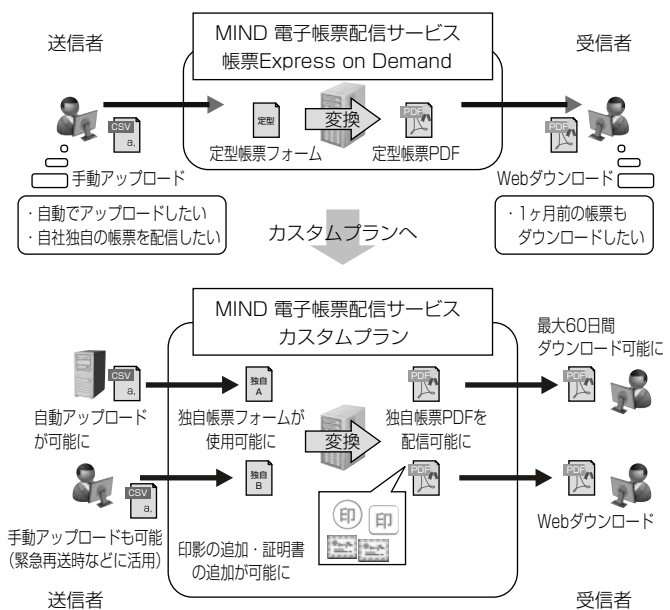 送信者
MIND 電子帳票配信サービス
帳票Express on Demand
受信者
CSV
a,
定型
変換
PDF
PDF
定型帳票フォーム
定型帳票PDF
手動アップロード
Webダウンロード
・自動でアップロードしたい
・自社独自の帳票を配信したい
カスタムプランへ
・1ヶ月前の帳票も
ダウンロードしたい
MIND 電子帳票配信サービス
カスタムプラン
最大60日間
ダウンロード可能に
CSV
a,
独自
A
PDF
PDF
自動アップロード
が可能に
独自帳票フォームが
使用可能に
変換
独自帳票PDFを
配信可能に
CSV
a,
独自
B
PDF
PDF
印
印
手動アップロードも可能
（緊急再送時などに活用）
印影の追加・証明書
の追加が可能に
Webダウンロード
送信者
受信者